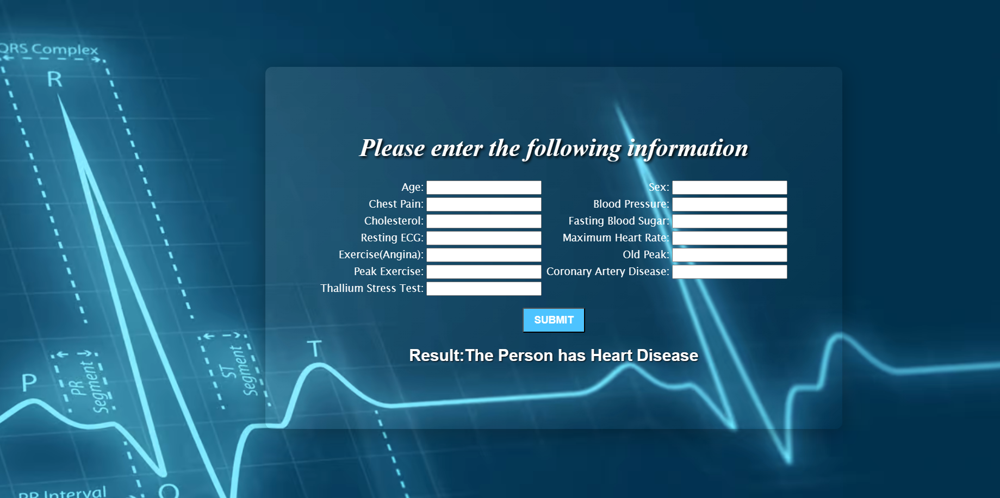 QRS Complex
R
Please enter the following information
Age: Sex:
Chest Pain: Blood Pressure:
Cholesterol: Fasting Blood Sugar:
Resting ECG: Maximum Heart Rate:
Exercise(Angina): Old Peak:
Peak Exercise: Coronary Artery Disease:
Thallium Stress Test:
SUBMIT
Result:The Person has Heart Disease
P
PR
Segment
ST
Segment
T
PR Interval
Q